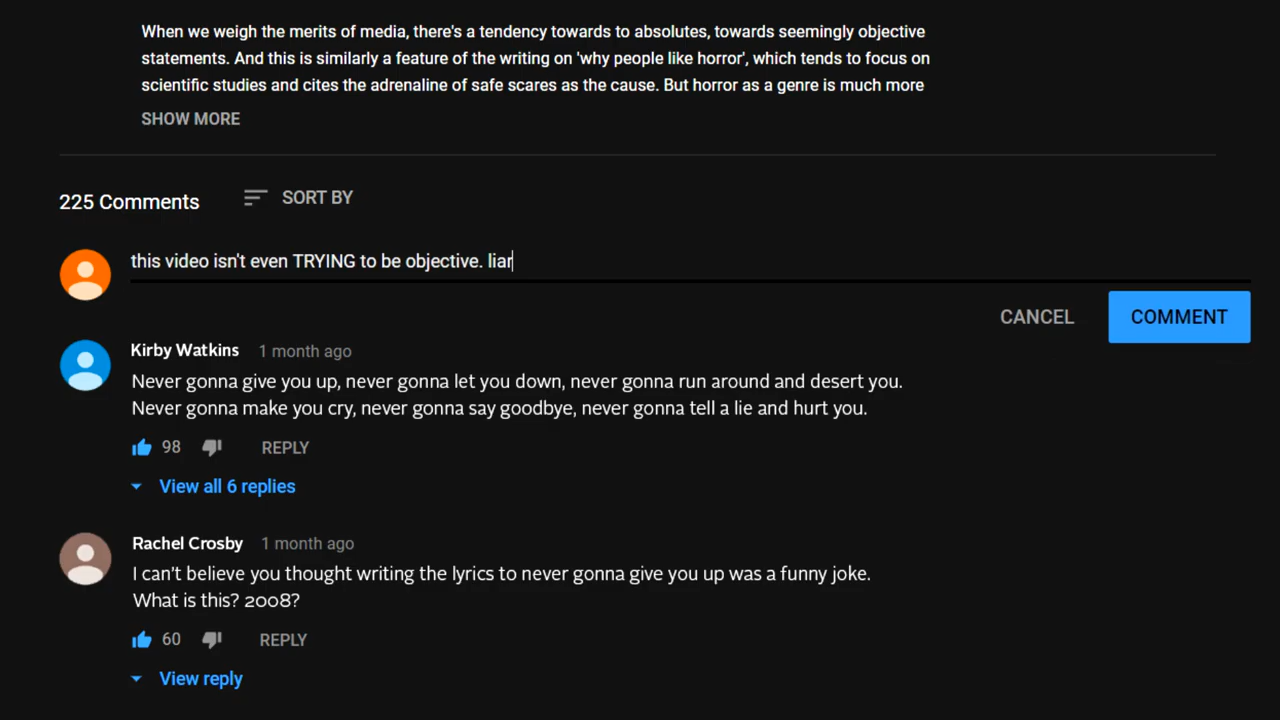 When we weigh the merits of media, there's a tendency towards to absolutes, towards seemingly objective
statements. And this is similarly a feature of the writing on 'why people like horror', which tends to focus on
scientific studies and cites the adrenaline of safe scares as the cause. But horror as a genre is much more
SHOW MORE
225 Comments SORT BY
this video isn't even TRYING to be objective. liar
CANCEL COMMENT
Kirby Watkins 1 month ago
Never gonna give you up, never gonna let you down, never gonna run around and desert you.
Never gonna make you cry, never gonna say goodbye, never gonna tell a lie and hurt you.
98 REPLY
View all 6 replies
Rachel Crosby 1 month ago
I can't believe you thought writing the lyrics to never gonna give you up was a funny joke.
What is this? 2008?
60 REPLY
View reply